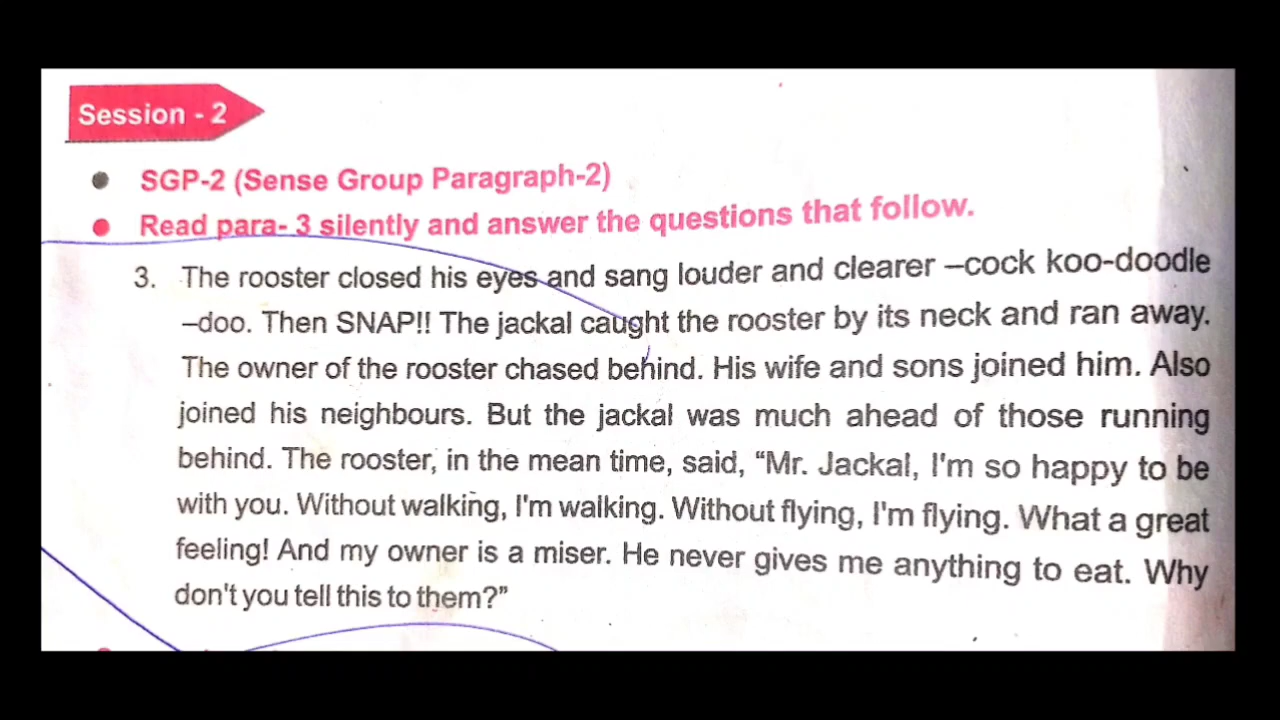 Session - 2
SGP-2 (Sense Group Paragraph-2)
Read para- 3 silently and answer the questions that follow.
3. The rooster closed his eyes and sang louder and clearer –cock koo-doodle
–doo. Then SNAP!! The jackal caught the rooster by its neck and ran away.
The owner of the rooster chased behind. His wife and sons joined him. Also
joined his neighbours. But the jackal was much ahead of those running
behind. The rooster, in the mean time, said, “Mr. Jackal, I'm so happy to be
with you. Without walking, I'm walking. Without flying, I'm flying. What a great
feeling! And my owner is a miser. He never gives me anything to eat. Why
don't you tell this to them?”